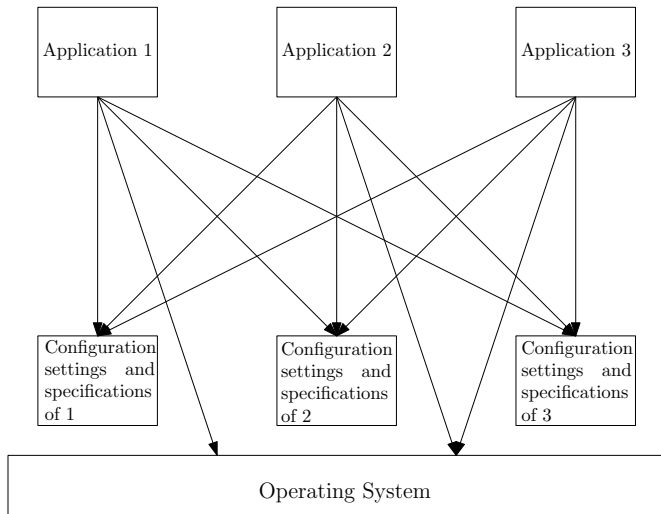 Application 1
Application 2
Application 3
Configuration
settings and
specifications
of 1
Configuration
settings and
specifications
of 2
Configuration
settings and
specifications
of 3
Operating System